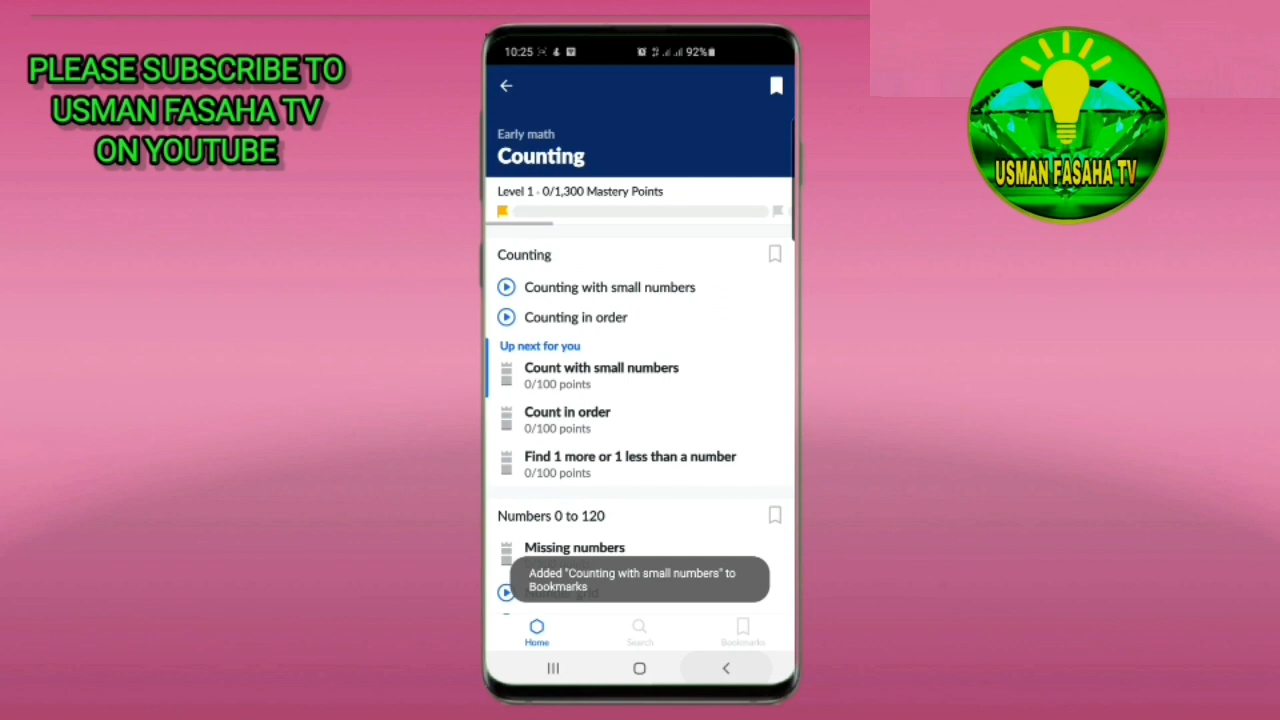 PLEASE SUBSCRIBE TO
USMAN FASAHA TV
ON YOUTUBE
USMAN FASAHA TV
10:25
92%
Early math
Counting
Level 1 · 0/1,300 Mastery Points
Counting
Counting with small numbers
Counting in order
Up next for you
Count with small numbers
0/100 points
Count in order
0/100 points
Find 1 more or 1 less than a number
0/100 points
Numbers 0 to 120
Missing numbers
Added "Counting with small numbers" to
Bookmarks
Home
Search
Bookmarks